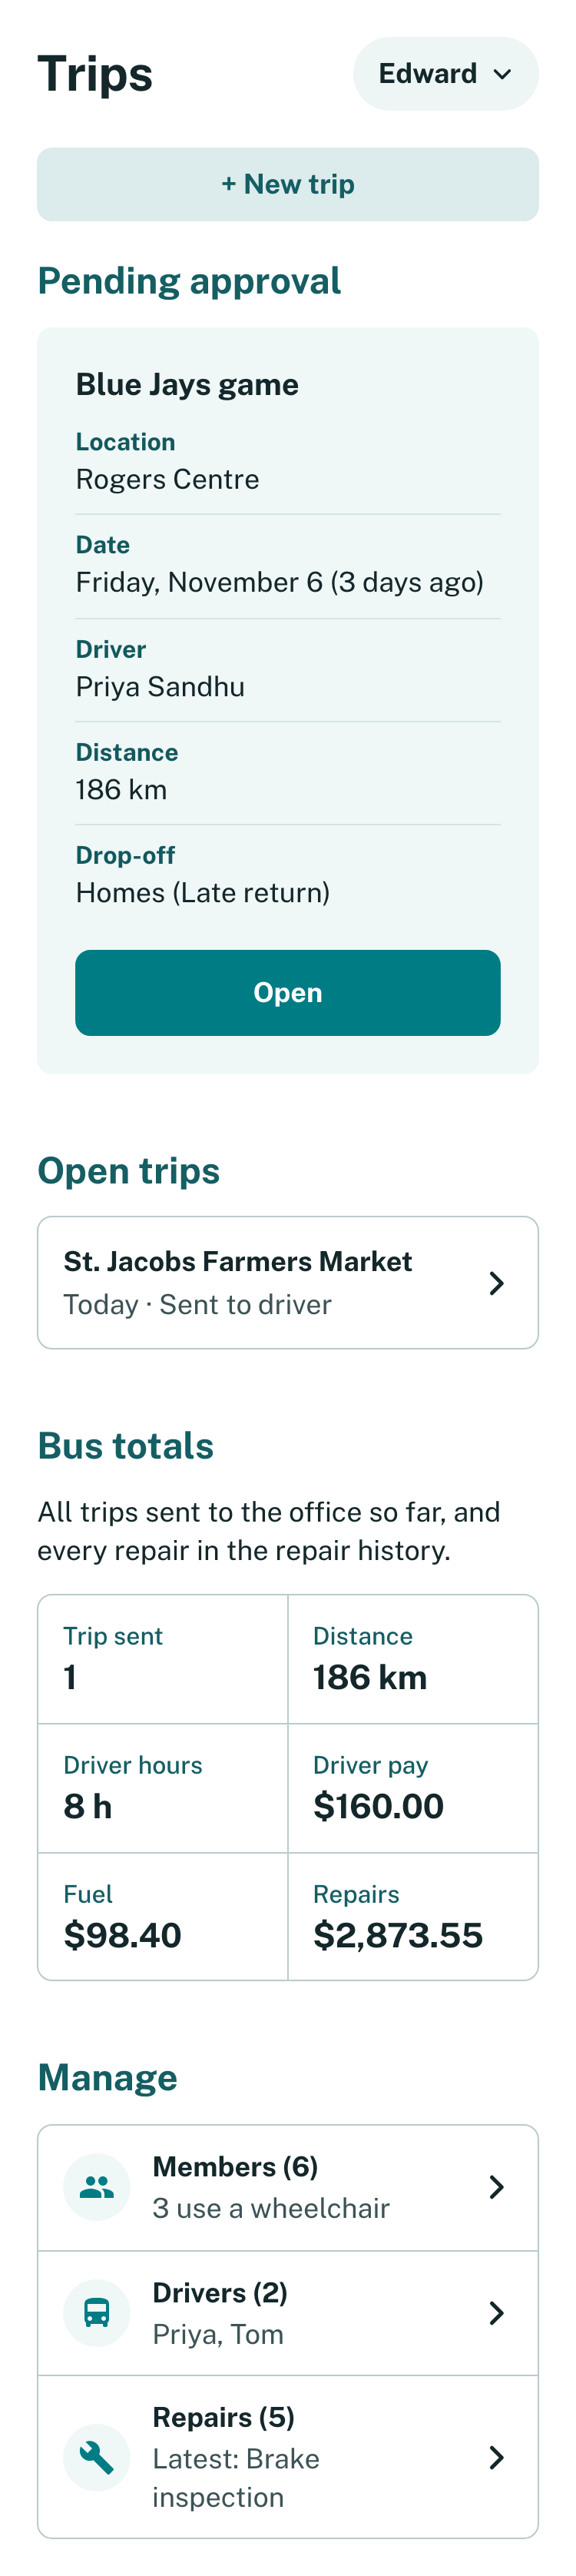 Trips
Edward
+ New trip
Pending approval
Blue Jays game
Location
Rogers Centre
Date
Friday, November 6 (3 days ago)
Driver
Priya Sandhu
Distance
186 km
Drop-off
Homes (Late return)
Open
Open trips
St. Jacobs Farmers Market
Today · Sent to driver
Bus totals
All trips sent to the office so far, and
every repair in the repair history.
Trip sent
1
Distance
186 km
Driver hours
8 h
Driver pay
$160.00
Fuel
$98.40
Repairs
$2,873.55
Manage
Members (6)
3 use a wheelchair
Drivers (2)
Priya, Tom
Repairs (5)
Latest: Brake
inspection